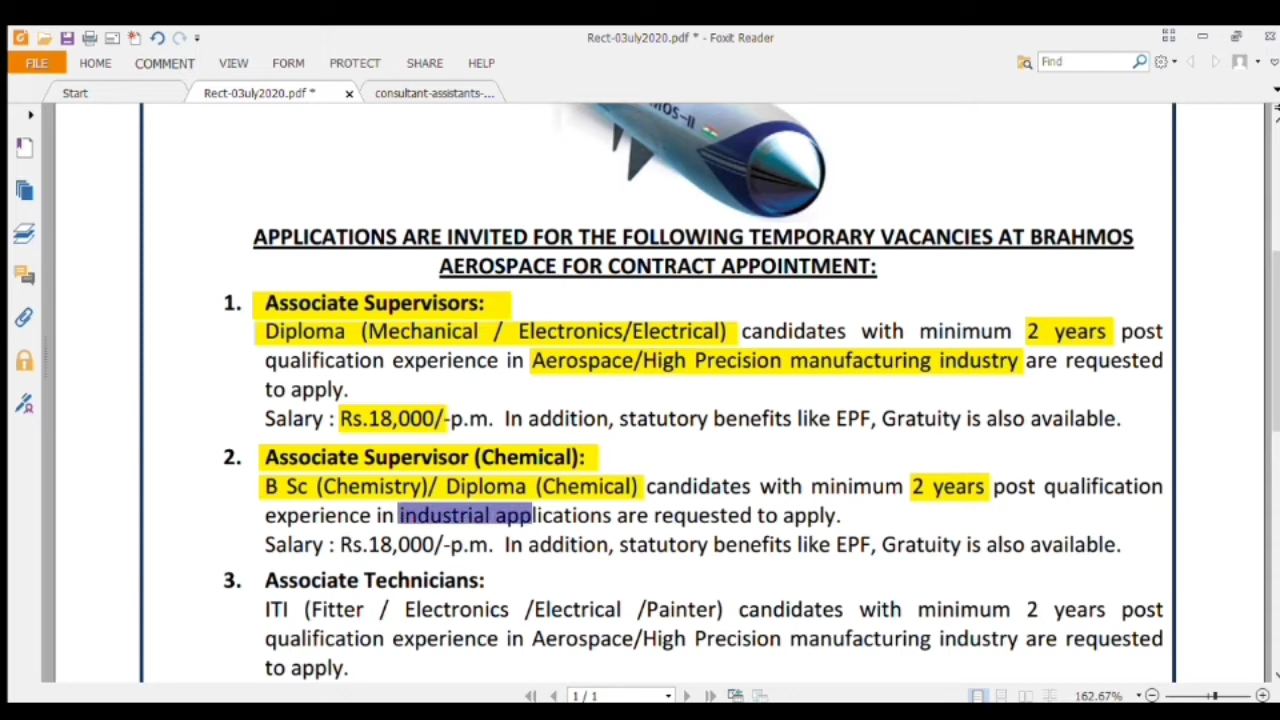 Rect-03uly2020.pdf * - Foxit Reader
FILE HOME COMMENT VIEW FORM PROTECT SHARE HELP Find
Start Rect-03uly2020.pdf * consultant-assistants-...
MOS-II
APPLICATIONS ARE INVITED FOR THE FOLLOWING TEMPORARY VACANCIES AT BRAHMOS
AEROSPACE FOR CONTRACT APPOINTMENT:
1. Associate Supervisors:
Diploma (Mechanical / Electronics/Electrical) candidates with minimum 2 years post
qualification experience in Aerospace/High Precision manufacturing industry are requested
to apply.
Salary : Rs.18,000/-p.m. In addition, statutory benefits like EPF, Gratuity is also available.
2. Associate Supervisor (Chemical):
B Sc (Chemistry)/ Diploma (Chemical) candidates with minimum 2 years post qualification
experience in industrial applications are requested to apply.
Salary : Rs.18,000/-p.m. In addition, statutory benefits like EPF, Gratuity is also available.
3. Associate Technicians:
ITI (Fitter / Electronics /Electrical /Painter) candidates with minimum 2 years post
qualification experience in Aerospace/High Precision manufacturing industry are requested
to apply.
1 / 1 162.67%